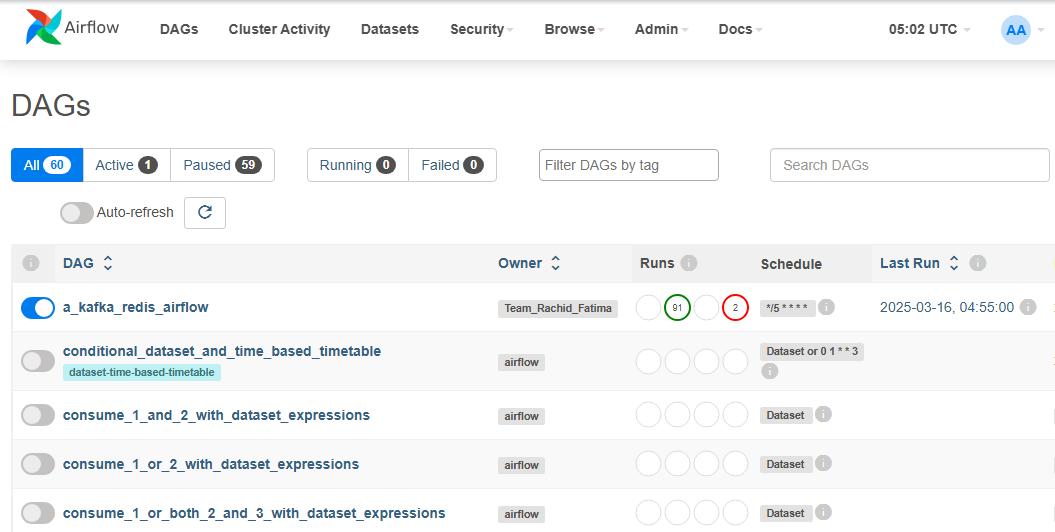 Airflow DAGs Cluster Activity Datasets Security Browse Admin Docs 05:02 UTC AA
DAGs
All 60 Active 1 Paused 59 Running 0 Failed 0 Filter DAGs by tag Search DAGs
Auto-refresh
i DAG Owner Runs i Schedule Last Run i
a_kafka_redis_airflow Team_Rachid_Fatima 91 2 */5 * * * * i 2025-03-16, 04:55:00 i
conditional_dataset_and_time_based_timetable airflow Dataset or 0 1 * * 3 i
dataset-time-based-timetable
consume_1_and_2_with_dataset_expressions airflow Dataset i
consume_1_or_2_with_dataset_expressions airflow Dataset i
consume_1_or_both_2_and_3_with_dataset_expressions airflow Dataset i